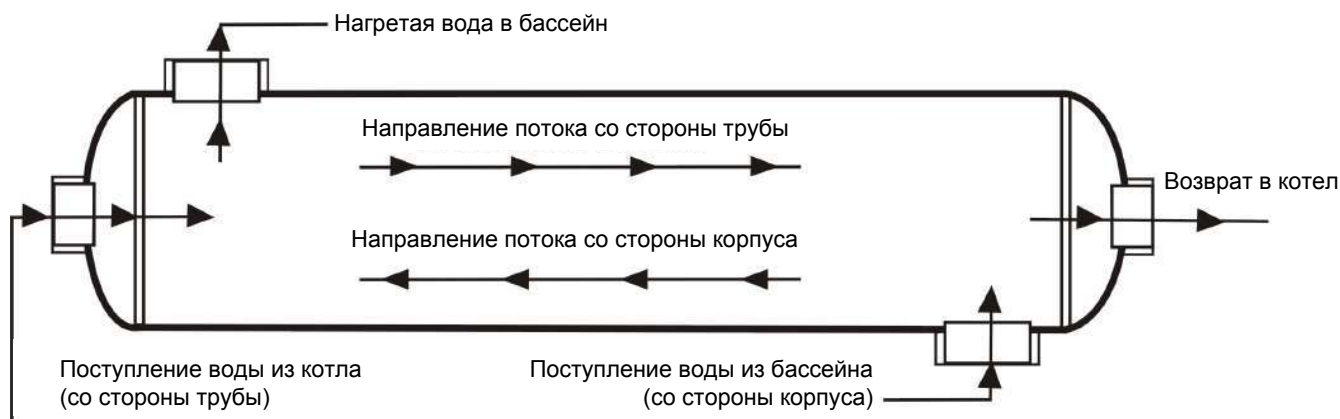 Нагретая вода в бассейн
Направление потока со стороны трубы
Возврат в котел
Направление потока со стороны корпуса
Поступление воды из котла
(со стороны трубы)
Поступление воды из бассейна
(со стороны корпуса)